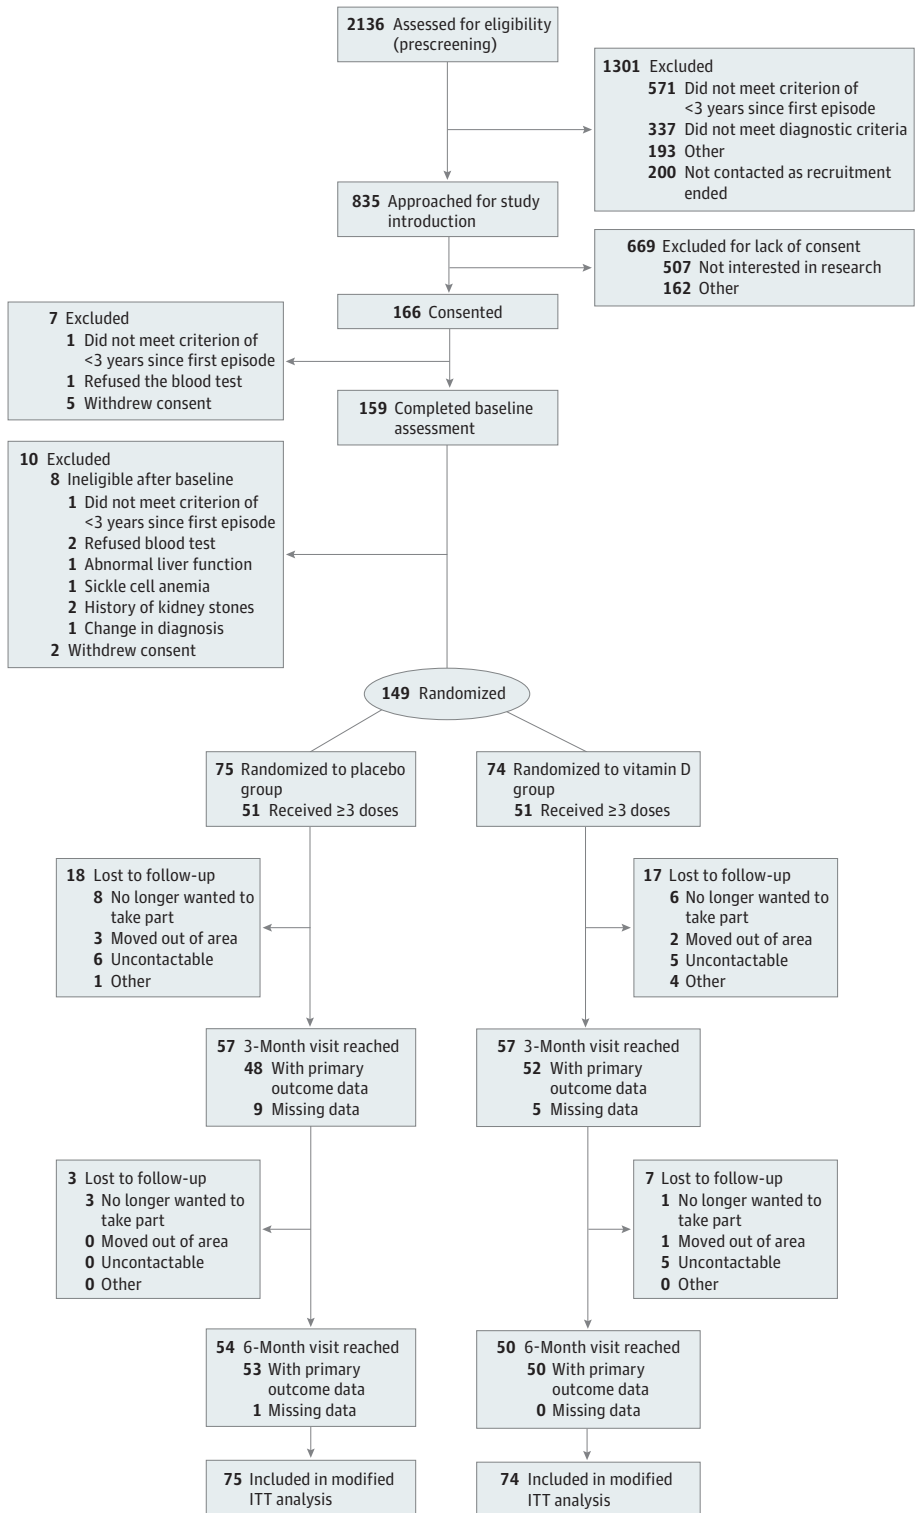 2136 Assessed for eligibility
(prescreening)
1301 Excluded
571 Did not meet criterion of
<3 years since first episode
337 Did not meet diagnostic criteria
193 Other
200 Not contacted as recruitment
ended
835 Approached for study
introduction
669 Excluded for lack of consent
507 Not interested in research
162 Other
166 Consented
7 Excluded
1 Did not meet criterion of
<3 years since first episode
1 Refused the blood test
5 Withdrew consent
159 Completed baseline
assessment
10 Excluded
8 Ineligible after baseline
1 Did not meet criterion of
<3 years since first episode
2 Refused blood test
1 Abnormal liver function
1 Sickle cell anemia
2 History of kidney stones
1 Change in diagnosis
2 Withdrew consent
149 Randomized
75 Randomized to placebo
group
51 Received ≥3 doses
74 Randomized to vitamin D
group
51 Received ≥3 doses
18 Lost to follow-up
8 No longer wanted to
take part
3 Moved out of area
6 Uncontactable
1 Other
17 Lost to follow-up
6 No longer wanted to
take part
2 Moved out of area
5 Uncontactable
4 Other
57 3-Month visit reached
48 With primary
outcome data
9 Missing data
57 3-Month visit reached
52 With primary
outcome data
5 Missing data
3 Lost to follow-up
3 No longer wanted to
take part
0 Moved out of area
0 Uncontactable
0 Other
7 Lost to follow-up
1 No longer wanted to
take part
1 Moved out of area
5 Uncontactable
0 Other
54 6-Month visit reached
53 With primary
outcome data
1 Missing data
50 6-Month visit reached
50 With primary
outcome data
0 Missing data
75 Included in modified
ITT analysis
74 Included in modified
ITT analysis